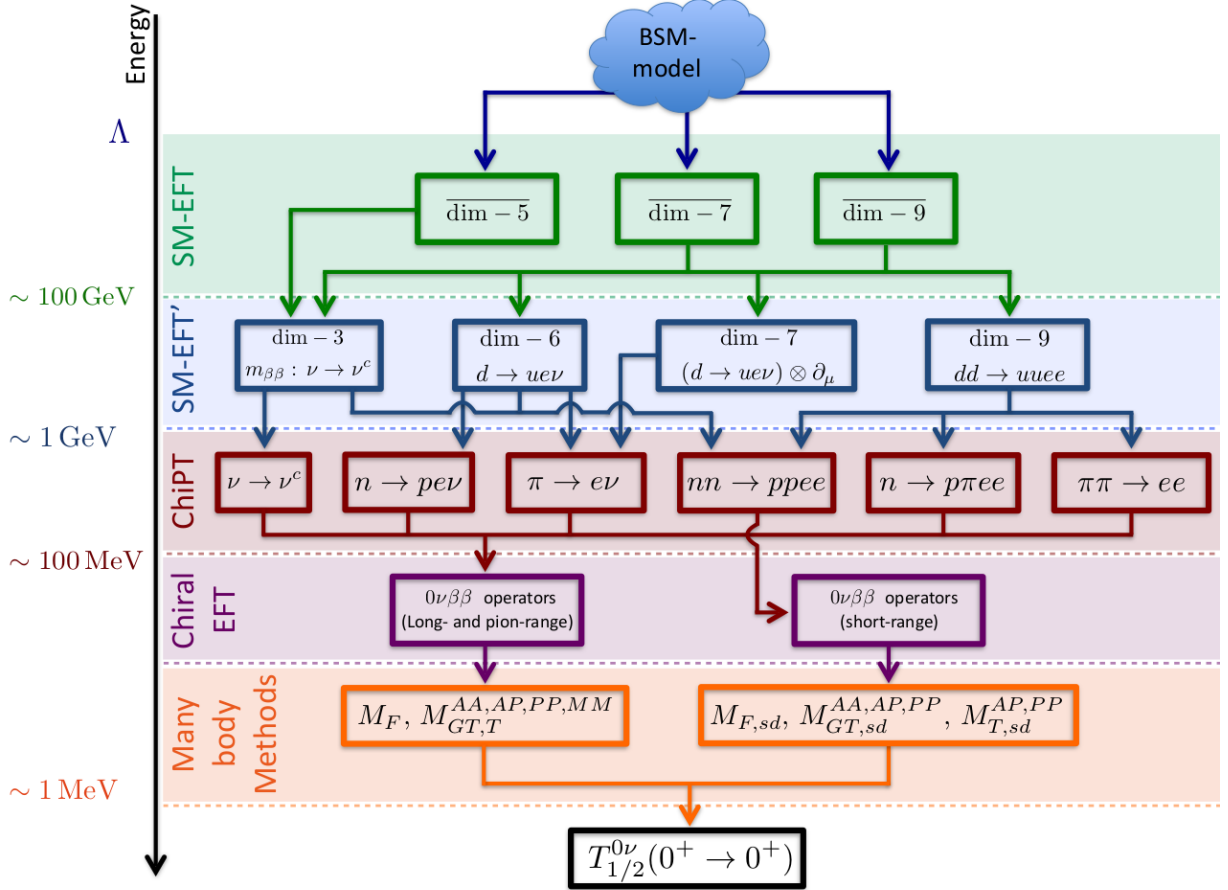 Energy
BSM-
model
Λ
SM-EFT
dim − 5
dim − 7
dim − 9
∼ 100 GeV
SM-EFT’
dim − 3
m_{ββ} : ν → ν^c
dim − 6
d → ueν
dim − 7
(d → ueν) ⊗ ∂_μ
dim − 9
dd → uuee
∼ 1 GeV
ChiPT
ν → ν^c
n → peν
π → eν
nn → ppee
n → pπee
ππ → ee
∼ 100 MeV
Chiral
EFT
0νββ operators
(Long- and pion-range)
0νββ operators
(short-range)
Many
body
Methods
M_F, M_{GT,T}^{AA,AP,PP,MM}
M_{F,sd}, M_{GT,sd}^{AA,AP,PP}, M_{T,sd}^{AP,PP}
∼ 1 MeV
T_{1/2}^{0ν}(0^+ → 0^+)